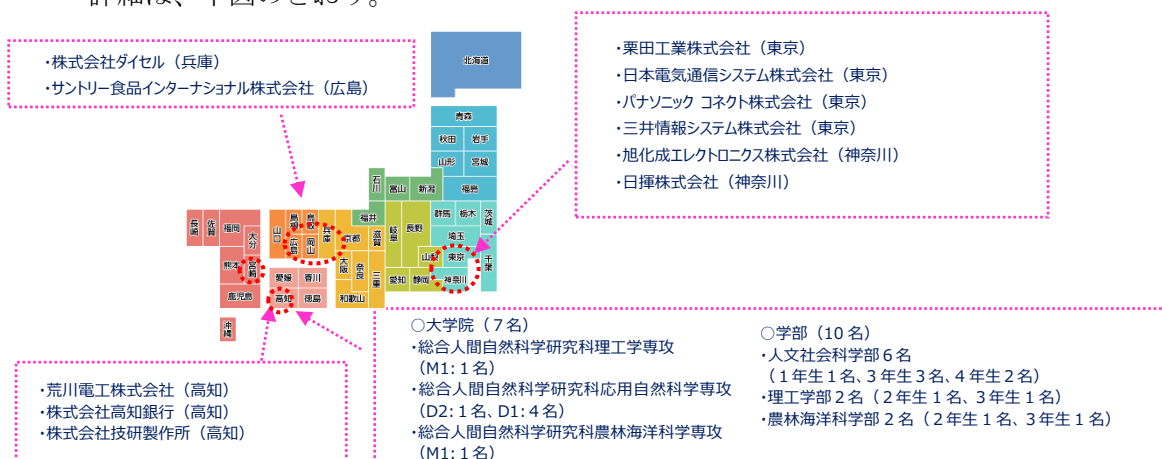 詳細は、下図のとおり。
・株式会社ダイセル（兵庫）
・サントリー食品インターナショナル株式会社（広島）
・栗田工業株式会社（東京）
・日本電気通信システム株式会社（東京）
・パナソニック コネクト株式会社（東京）
・三井情報システム株式会社（東京）
・旭化成エレクトロニクス株式会社（神奈川）
・日揮株式会社（神奈川）
北海道
青森
秋田 岩手
山形 宮城
石川 富山 新潟 福島
長崎 佐賀 福岡 大分 山口 島根 鳥取 広島 岡山 兵庫 福井 京都 滋賀 岐阜 長野 群馬 栃木 茨城
埼玉
山梨 東京 千葉
熊本 宮崎 愛媛 香川 大阪 奈良 三重 愛知 静岡 神奈川
鹿児島 高知 徳島 和歌山
沖縄
・荒川電工株式会社（高知）
・株式会社高知銀行（高知）
・株式会社技研製作所（高知）
○大学院（７名）
・総合人間自然科学研究科理工学専攻
（M1:１名）
・総合人間自然科学研究科応用自然科学専攻
（D2:１名、D1:４名）
・総合人間自然科学研究科農林海洋科学専攻
（M1:１名）
○学部（10 名）
・人文社会科学部６名
（１年生１名、３年生３名、４年生２名）
・理工学部２名（２年生１名、３年生１名）
・農林海洋科学部２名（２年生１名、３年生１名）